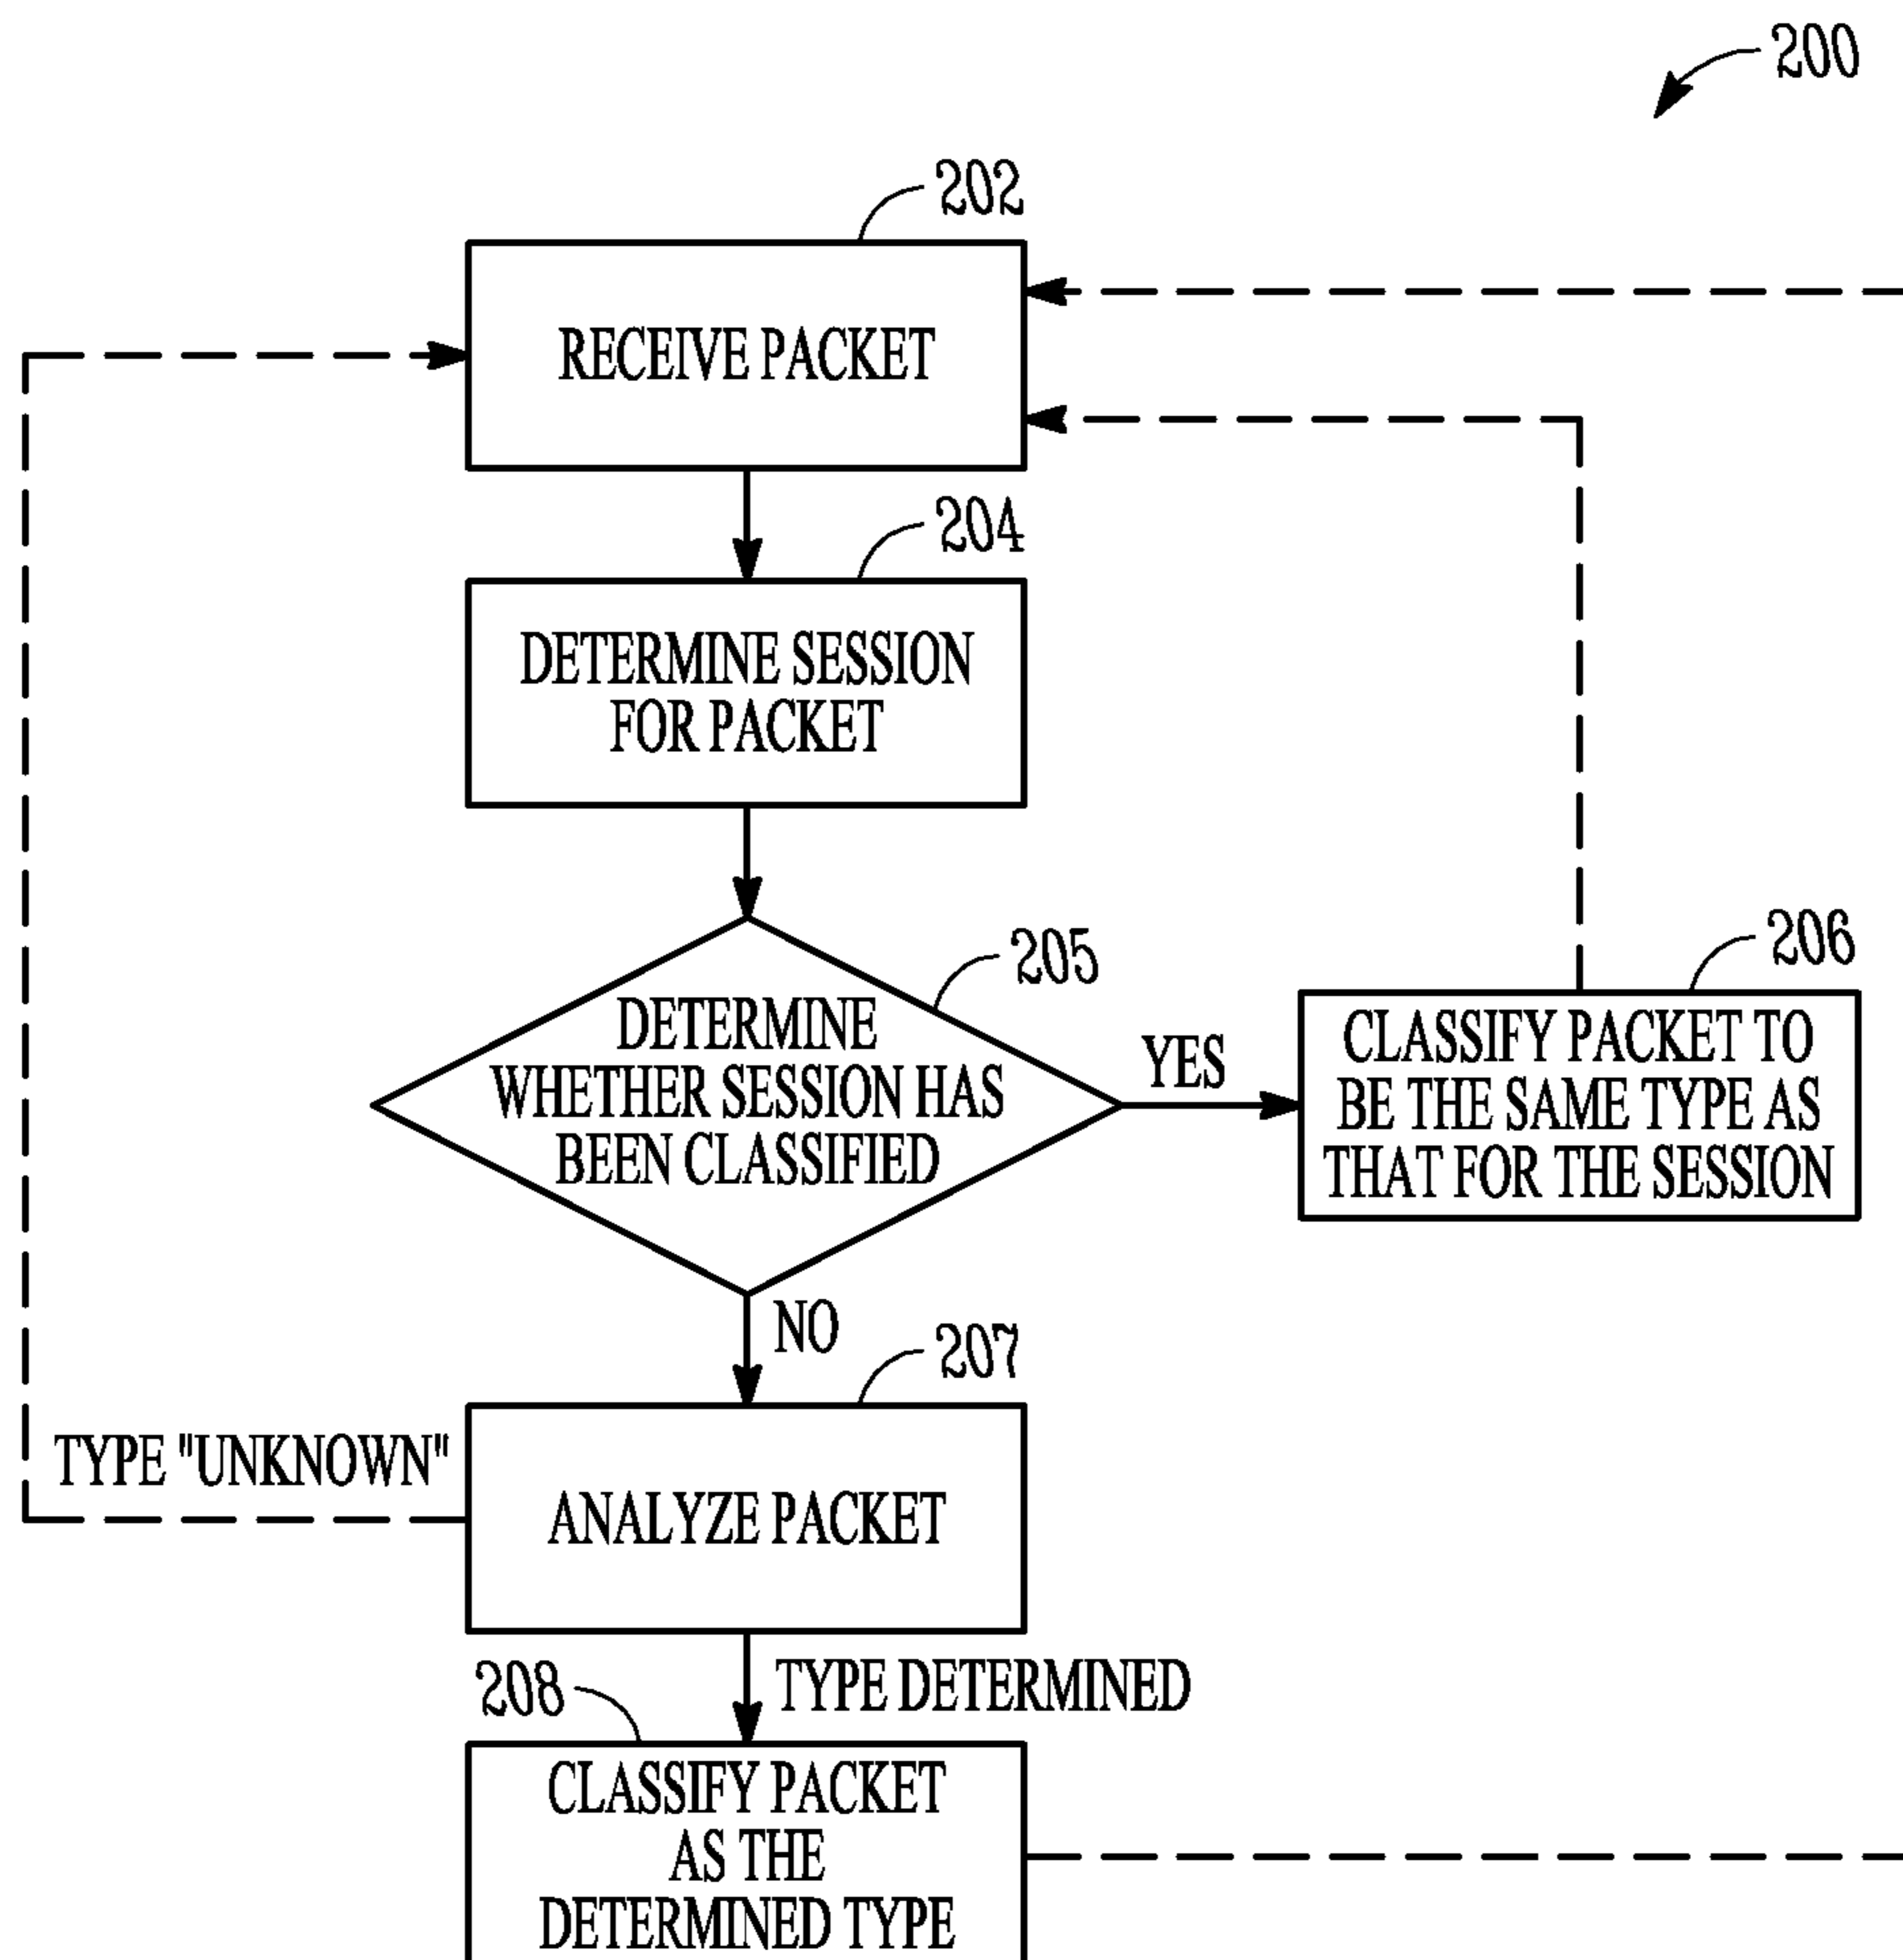 200
202
RECEIVE PACKET
204
DETERMINE SESSION
FOR PACKET
205
DETERMINE
WHETHER SESSION HAS
BEEN CLASSIFIED
YES
206
CLASSIFY PACKET TO
BE THE SAME TYPE AS
THAT FOR THE SESSION
NO
207
TYPE "UNKNOWN"
ANALYZE PACKET
208
TYPE DETERMINED
CLASSIFY PACKET
AS THE
DETERMINED TYPE